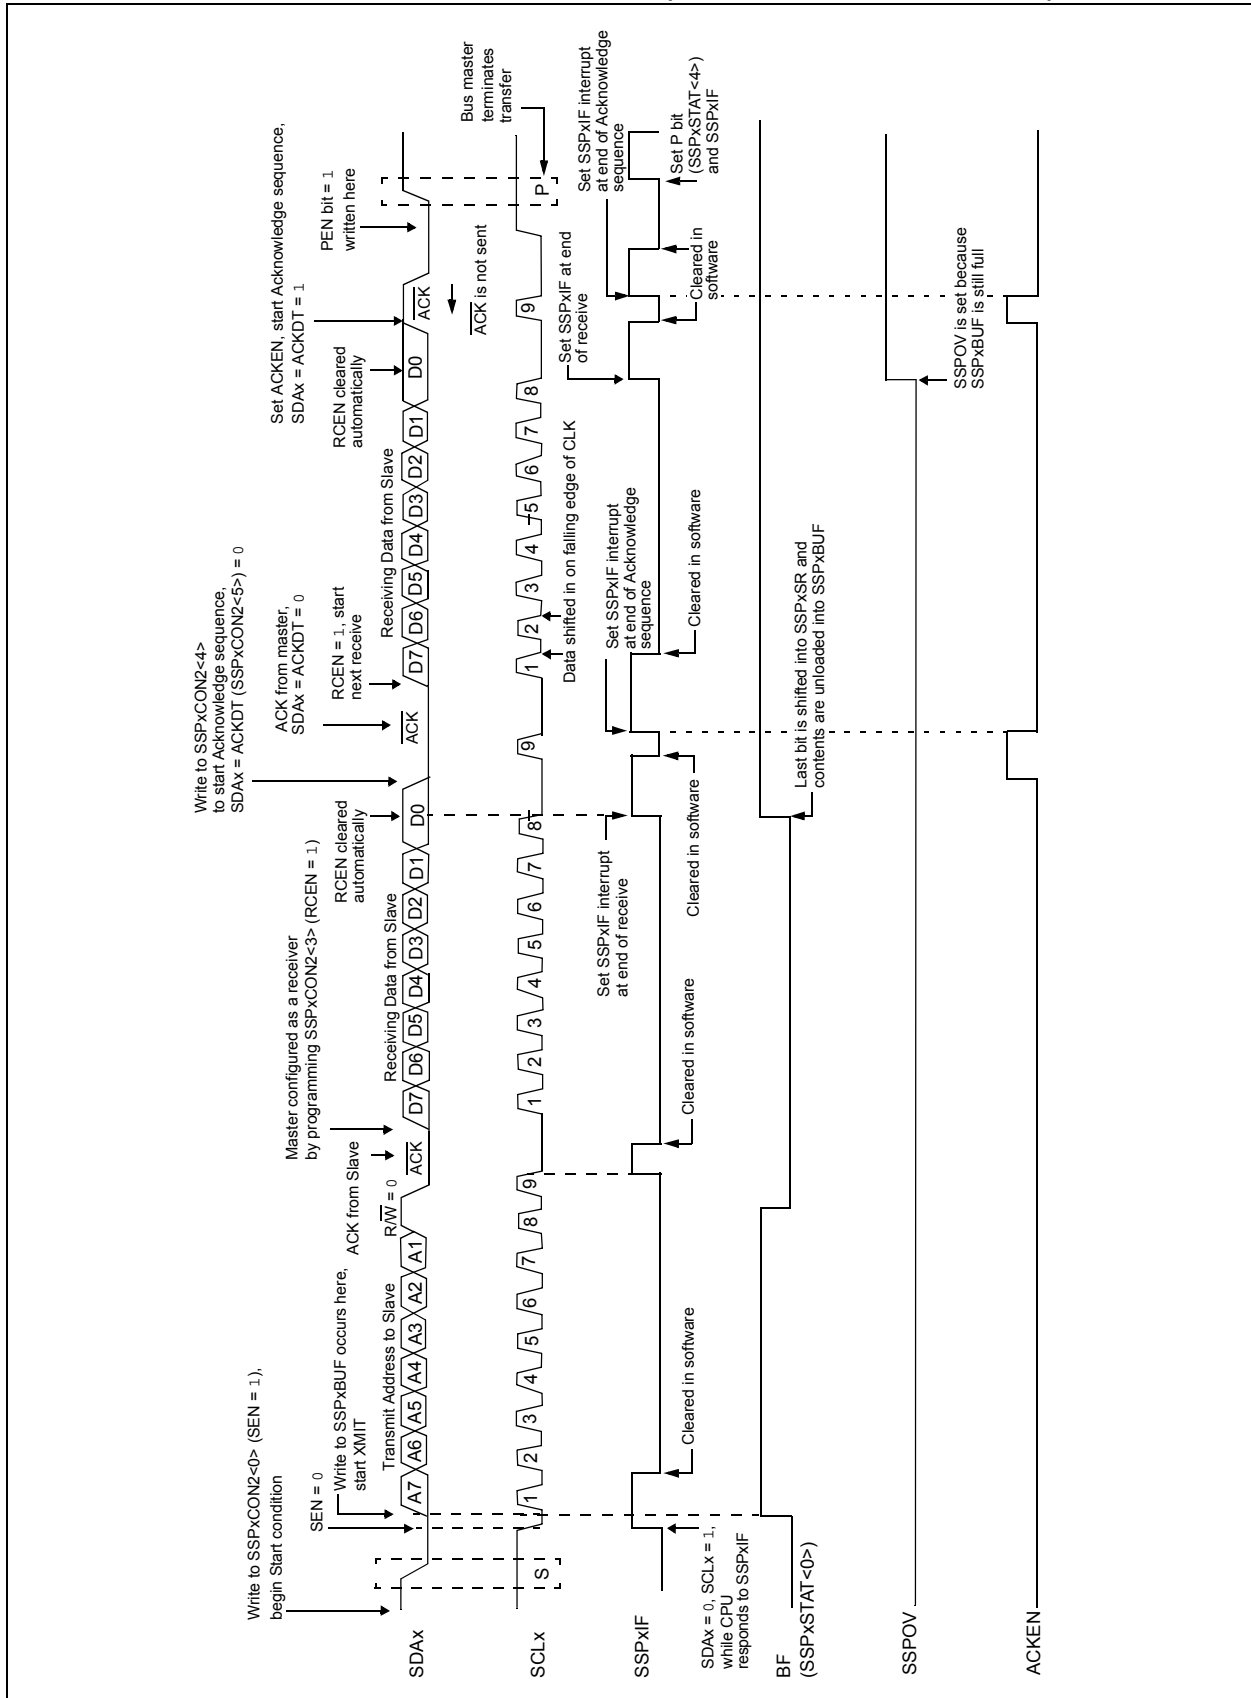 Write to SSPxCON2<0> (SEN = 1),
begin Start condition
SEN = 0
Write to SSPxBUF occurs here,
start XMIT
ACK from Slave
Master configured as a receiver
by programming SSPxCON2<3> (RCEN = 1)
RCEN cleared
automatically
Write to SSPxCON2<4>
to start Acknowledge sequence,
SDAx = ACKDT (SSPxCON2<5>) = 0
ACK from master,
SDAx = ACKDT = 0
RCEN = 1, start
next receive
RCEN cleared
automatically
Set ACKEN, start Acknowledge sequence,
SDAx = ACKDT = 1
PEN bit = 1
written here
Transmit Address to Slave
R/W = 0
Receiving Data from Slave
Receiving Data from Slave
SDAx
A7 A6 A5 A4 A3 A2 A1 ACK D7 D6 D5 D4 D3 D2 D1 D0 ACK D7 D6 D5 D4 D3 D2 D1 D0 ACK
ACK is not sent
Bus master
terminates
transfer
SCLx
S 1 2 3 4 5 6 7 8 9 1 2 3 4 5 6 7 8 9 1 2 3 4 5 6 7 8 9 P
Data shifted in on falling edge of CLK
Set SSPxIF interrupt
at end of receive
Set SSPxIF interrupt
at end of Acknowledge
sequence
Set SSPxIF at end
of receive
Set SSPxIF interrupt
at end of Acknowledge
sequence
SSPxIF
SDAx = 0, SCLx = 1,
while CPU
responds to SSPxIF
Cleared in software
Cleared in software
Cleared in software
Cleared in software
Cleared in
software
Set P bit
(SSPxSTAT<4>)
and SSPxIF
BF
(SSPxSTAT<0>)
Last bit is shifted into SSPxSR and
contents are unloaded into SSPxBUF
SSPOV
SSPOV is set because
SSPxBUF is still full
ACKEN